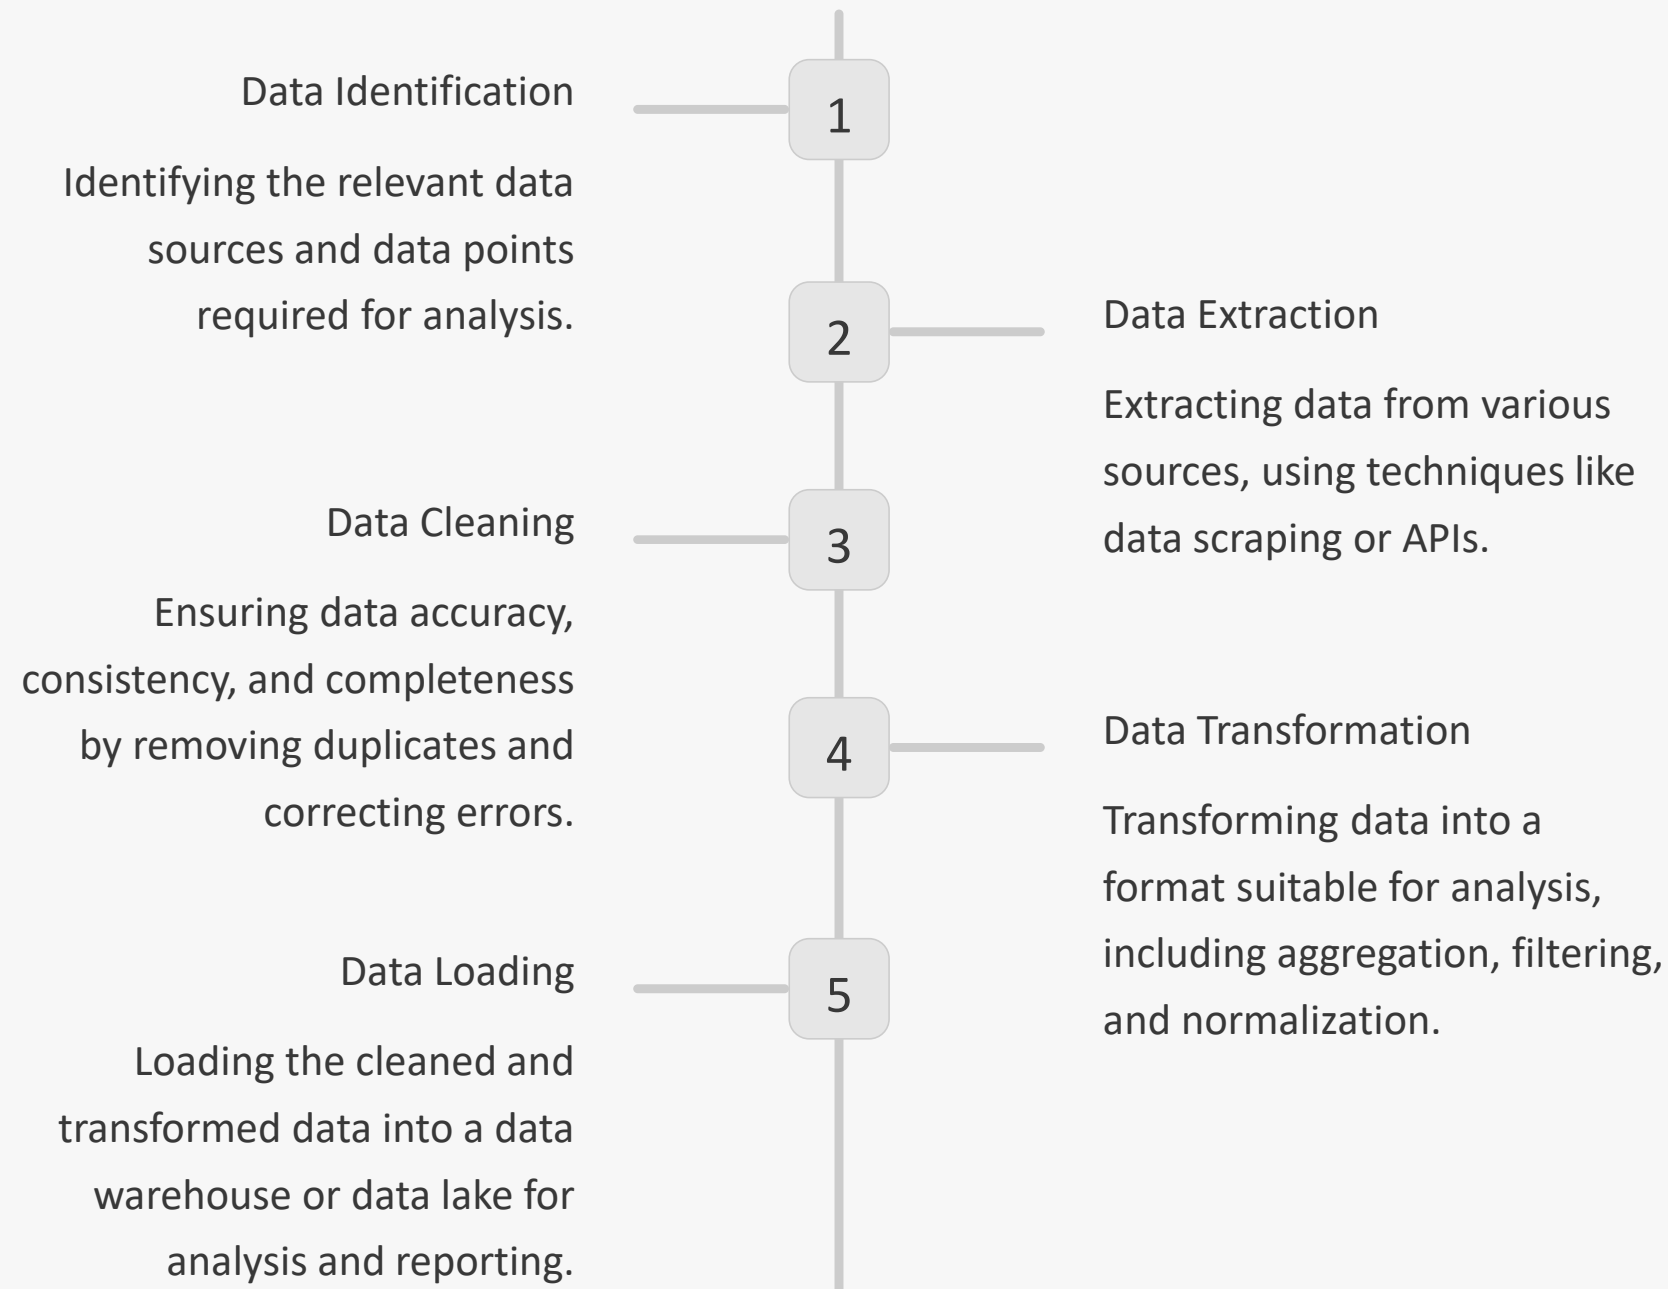 1
Data Identification
Identifying the relevant data
sources and data points
required for analysis.
2
Data Extraction
Extracting data from various
sources, using techniques like
data scraping or APIs.
3
Data Cleaning
Ensuring data accuracy,
consistency, and completeness
by removing duplicates and
correcting errors.
4
Data Transformation
Transforming data into a
format suitable for analysis,
including aggregation, filtering,
and normalization.
5
Data Loading
Loading the cleaned and
transformed data into a data
warehouse or data lake for
analysis and reporting.